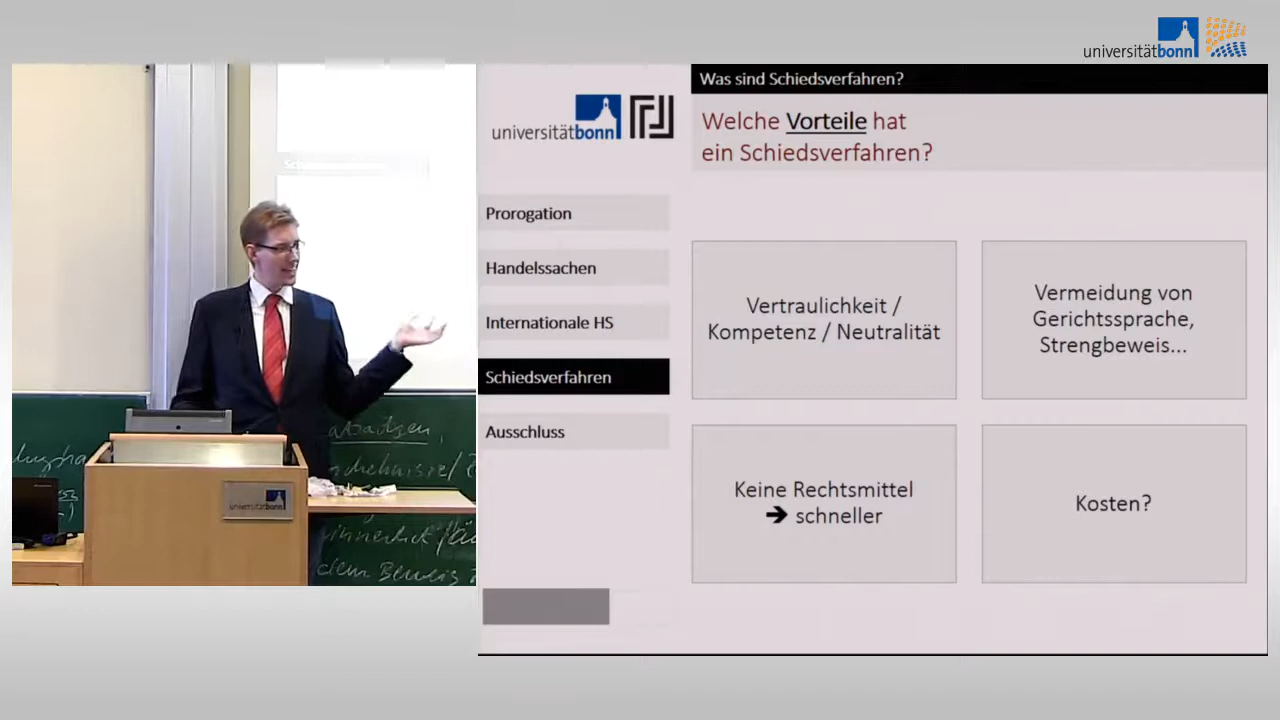 universitätbonn
Was sind Schiedsverfahren?
universitätbonn
Welche Vorteile hat
ein Schiedsverfahren?
Prorogation
Handelssachen
Internationale HS
Schiedsverfahren
Ausschluss
Vertraulichkeit /
Kompetenz / Neutralität
Vermeidung von
Gerichtssprache,
Strengbeweis...
Keine Rechtsmittel
➔ schneller
Kosten?
universitätbonn